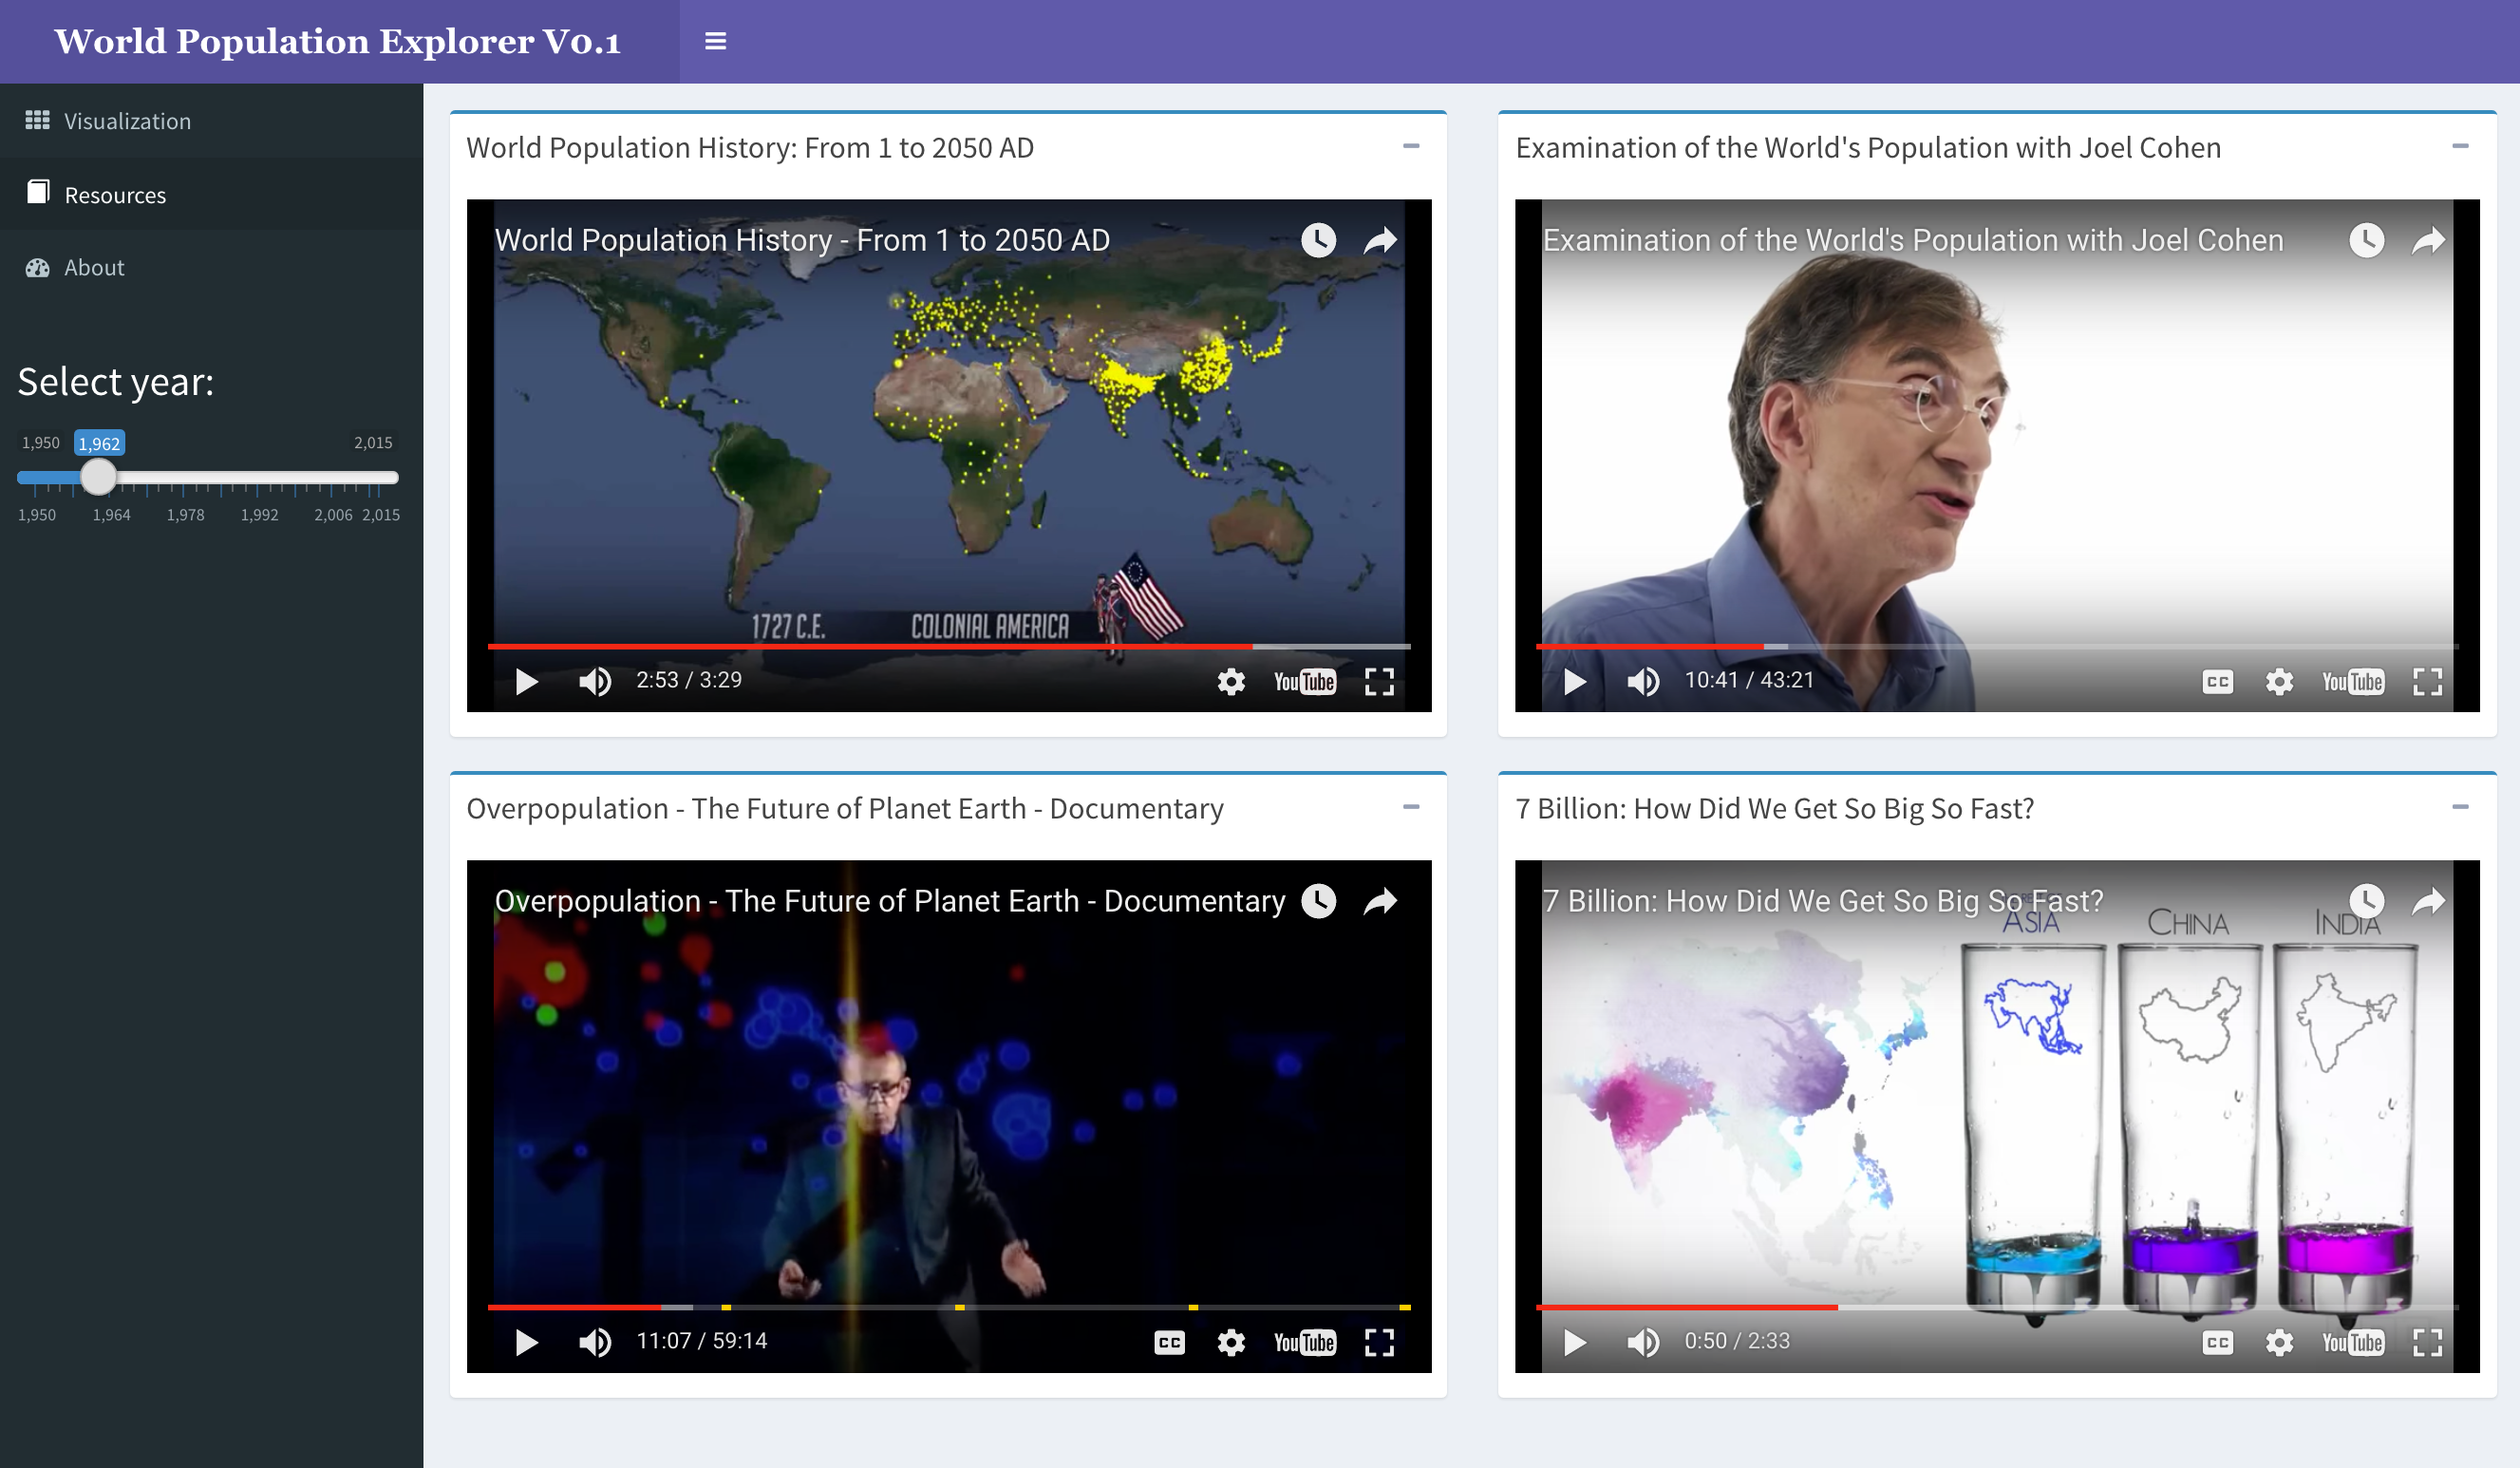 World Population Explorer V0.1
Visualization
Resources
About
Select year:
1,950 1,962 2,015
1,950 1,964 1,978 1,992 2,006 2,015
World Population History: From 1 to 2050 AD
World Population History - From 1 to 2050 AD
1727 C.E. COLONIAL AMERICA
2:53 / 3:29
YouTube
Examination of the World's Population with Joel Cohen
Examination of the World's Population with Joel Cohen
10:41 / 43:21
CC
YouTube
Overpopulation - The Future of Planet Earth - Documentary
Overpopulation - The Future of Planet Earth - Documentary
11:07 / 59:14
CC
YouTube
7 Billion: How Did We Get So Big So Fast?
7 Billion: How Did We Get So Big So Fast?
ASIA CHINA INDIA
0:50 / 2:33
CC
YouTube